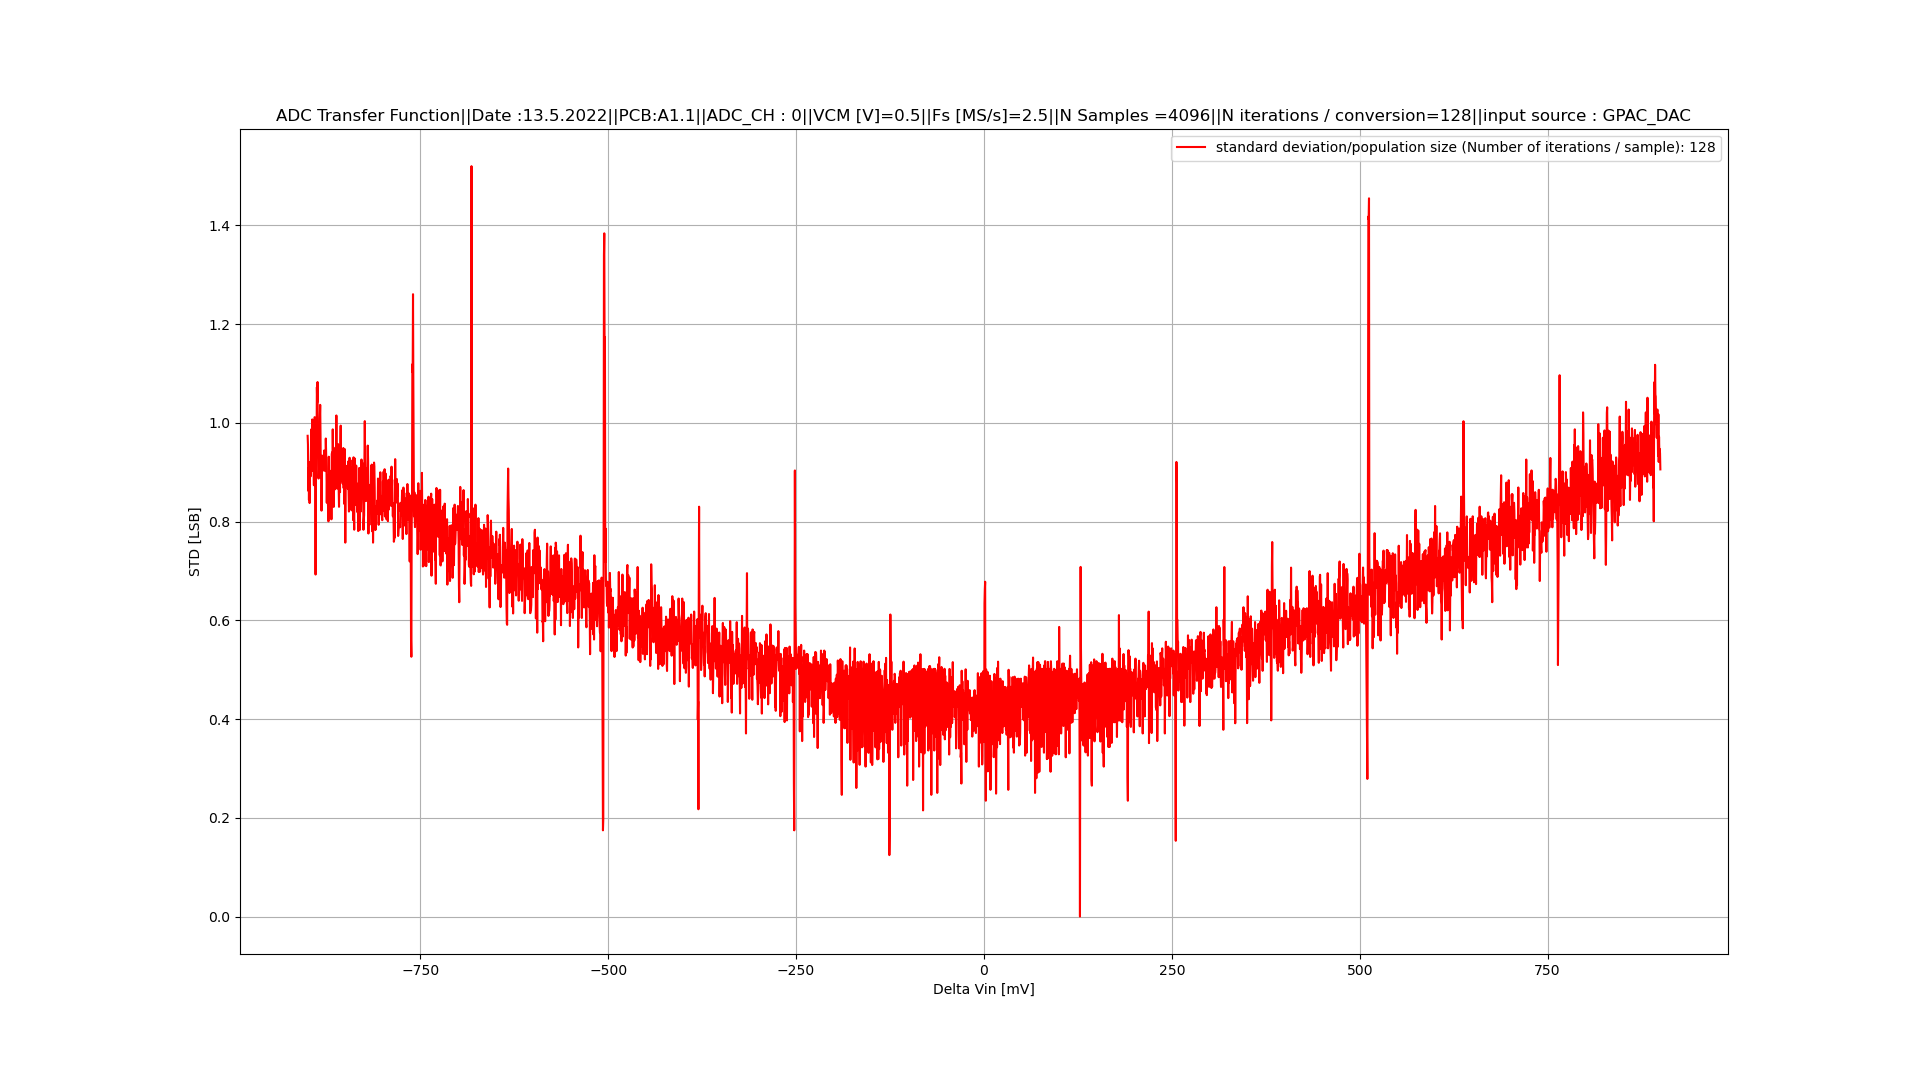 ADC Transfer Function||Date :13.5.2022||PCB:A1.1||ADC_CH : 0||VCM [V]=0.5||Fs [MS/s]=2.5||N Samples =4096||N iterations / conversion=128||input source : GPAC_DAC
standard deviation/population size (Number of iterations / sample): 128
1.4
1.2
1.0
0.8
0.6
0.4
0.2
0.0
STD [LSB]
−750 −500 −250 0 250 500 750
Delta Vin [mV]